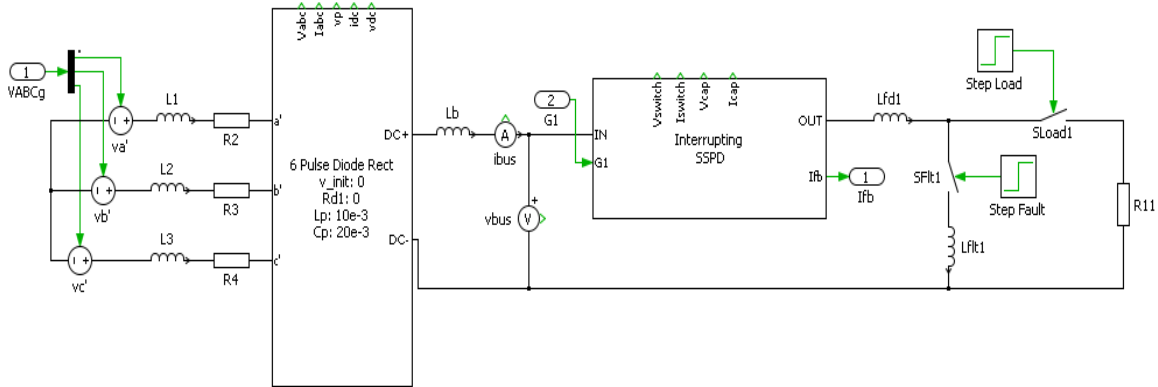 Vabc
Iabc
vp
idc
vdc
1
VABCg
va'
L1
R2
a'
vb'
L2
R3
b'
vc'
L3
R4
c'
6 Pulse Diode Rect
v_init: 0
Rd1: 0
Lp: 10e-3
Cp: 20e-3
DC+
DC-
Lb
A
ibus
V
vbus
2
G1
Vswitch
Iswitch
Vcap
Icap
IN
G1
Interrupting
SSPD
OUT
Ifb
1
Ifb
Lfd1
Step Load
SLoad1
SFlt1
Step Fault
Lflt1
R11